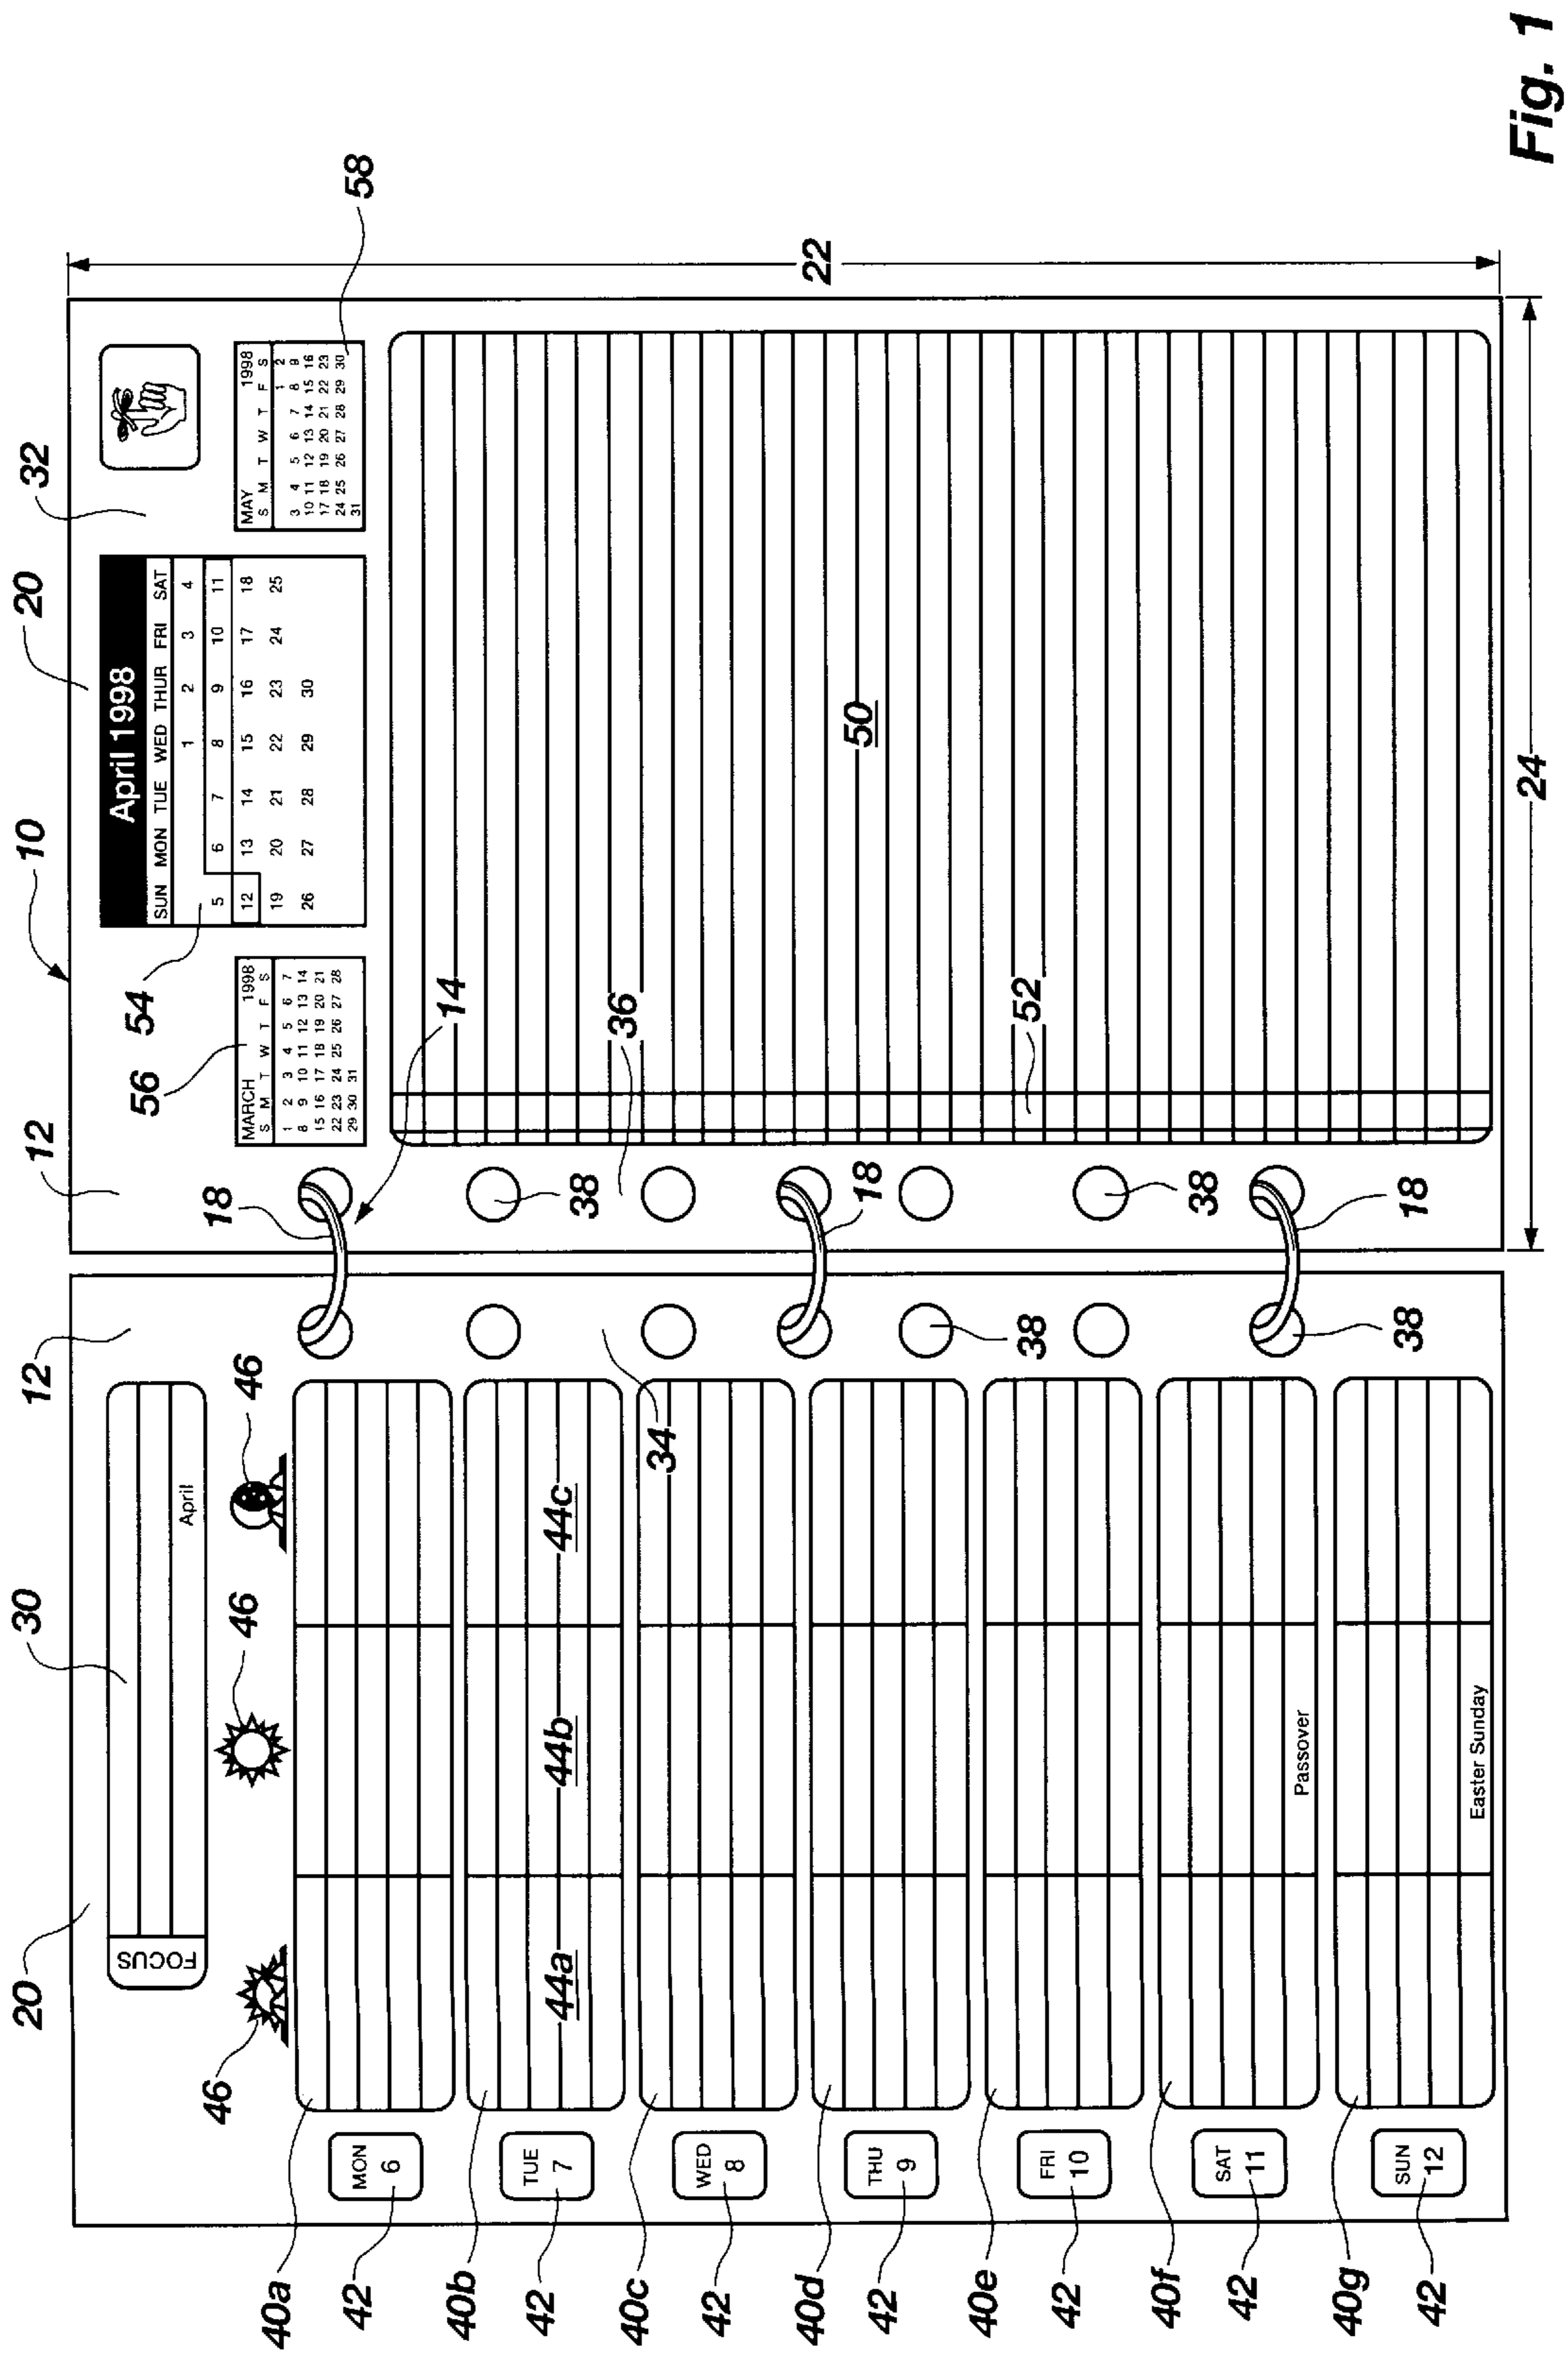 20 30 12 12 10 20 32
FOCUS
April
46 46 46
54
56
April 1998
SUN MON TUE WED THUR FRI SAT
1 2 3 4
5 6 7 8 9 10 11
12 13 14 15 16 17 18
19 20 21 22 23 24 25
26 27 28 29 30
MARCH 1998
S M T W T F S
1 2 3 4 5 6 7
8 9 10 11 12 13 14
15 16 17 18 19 20 21
22 23 24 25 26 27 28
29 30 31
MAY 1998
S M T W T F S
1 2
3 4 5 6 7 8 9
10 11 12 13 14 15 16
17 18 19 20 21 22 23
24 25 26 27 28 29 30
31
58
18
14
40a
42
MON
6
40b
42
TUE
7
44a 44b 44c
38
36
34
40c
42
WED
8
40d
42
THU
9
18
50
22
40e
42
FRI
10
38
52
40f
42
SAT
11
Passover
38
40g
42
SUN
12
Easter Sunday
38
18
24
Fig. 1